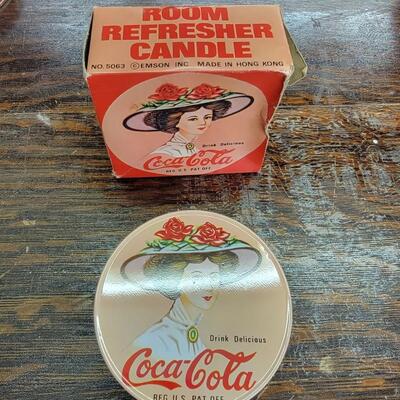 ROOM
REFRESHER
CANDLE
NO. 5063 © EMSON INC MADE IN HONG KONG
Drink Delicious
Coca-Cola
REG. U.S. PAT OFF.
Drink Delicious
Coca-Cola
REG. U.S. PAT OFF.